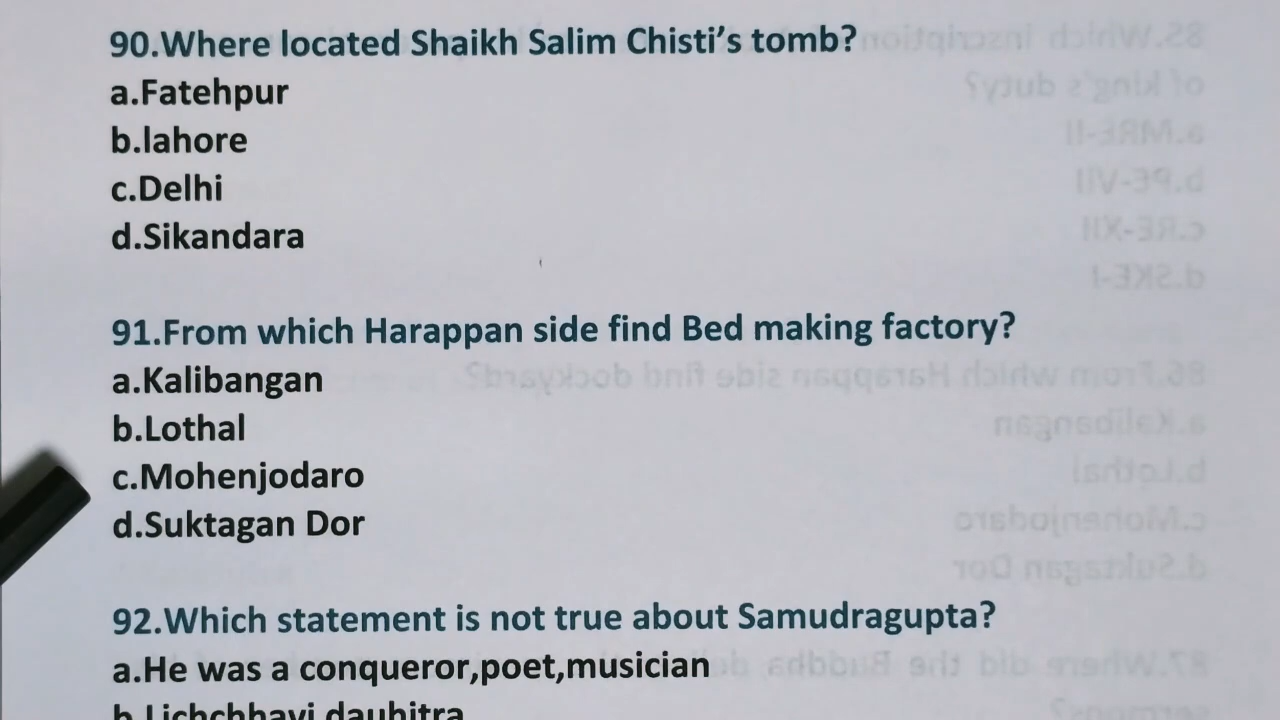 90.Where located Shaikh Salim Chisti’s tomb?
a.Fatehpur
b.lahore
c.Delhi
d.Sikandara
91.From which Harappan side find Bed making factory?
a.Kalibangan
b.Lothal
c.Mohenjodaro
d.Suktagan Dor
92.Which statement is not true about Samudragupta?
a.He was a conqueror,poet,musician
b.Lichchhavi dauhitra